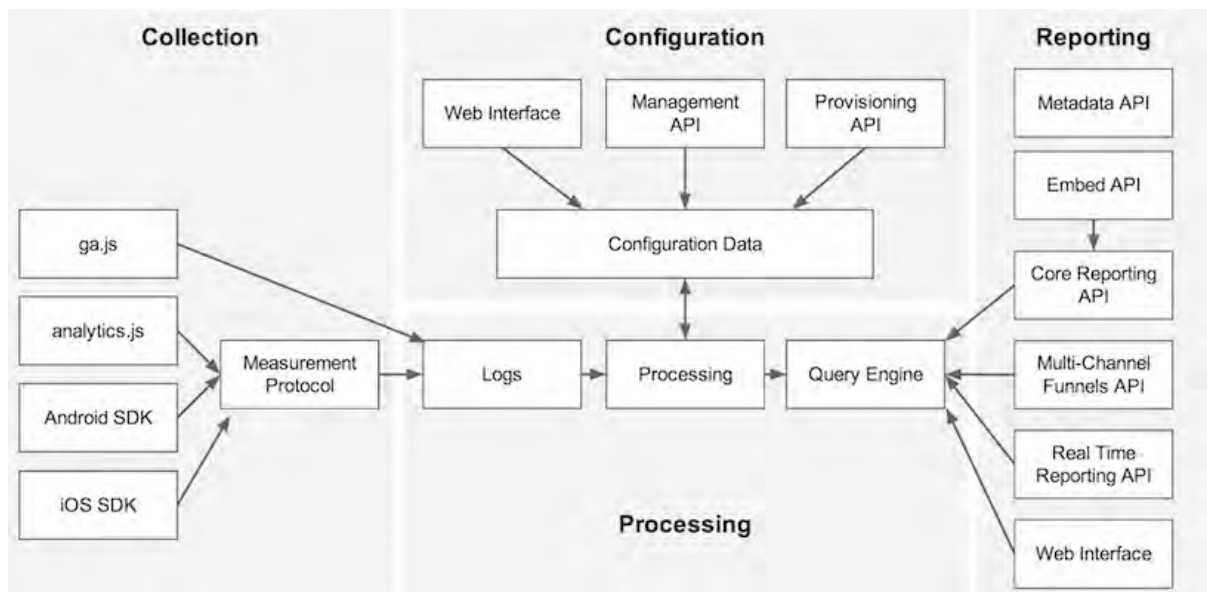 Collection
Configuration
Reporting
Web Interface
Management
API
Provisioning
API
Metadata API
Embed API
ga.js
Configuration Data
Core Reporting
API
analytics.js
Measurement
Protocol
Logs
Processing
Query Engine
Multi-Channel
Funnels API
Android SDK
Real Time
Reporting API
iOS SDK
Processing
Web Interface